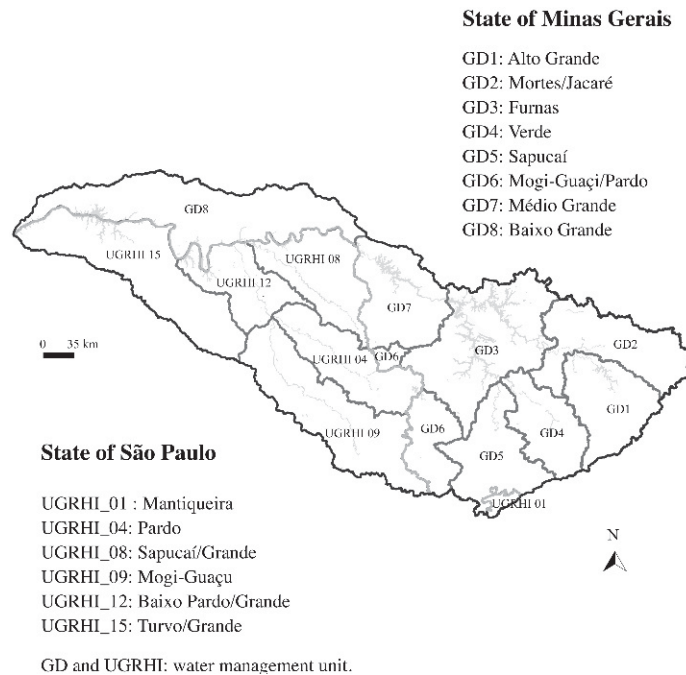 State of Minas Gerais
GD1: Alto Grande
GD2: Mortes/Jacaré
GD3: Furnas
GD4: Verde
GD5: Sapucaí
GD6: Mogi-Guaçi/Pardo
GD7: Médio Grande
GD8: Baixo Grande
GD8
UGRHI 15
UGRHI 08
UGRHI 12
GD7
0 35 km
UGRHI 04
GD6
GD3
GD2
GD1
UGRHI 09
GD6
GD5
GD4
UGRHI 01
N
State of São Paulo
UGRHI_01 : Mantiqueira
UGRHI_04: Pardo
UGRHI_08: Sapucaí/Grande
UGRHI_09: Mogi-Guaçu
UGRHI_12: Baixo Pardo/Grande
UGRHI_15: Turvo/Grande
GD and UGRHI: water management unit.